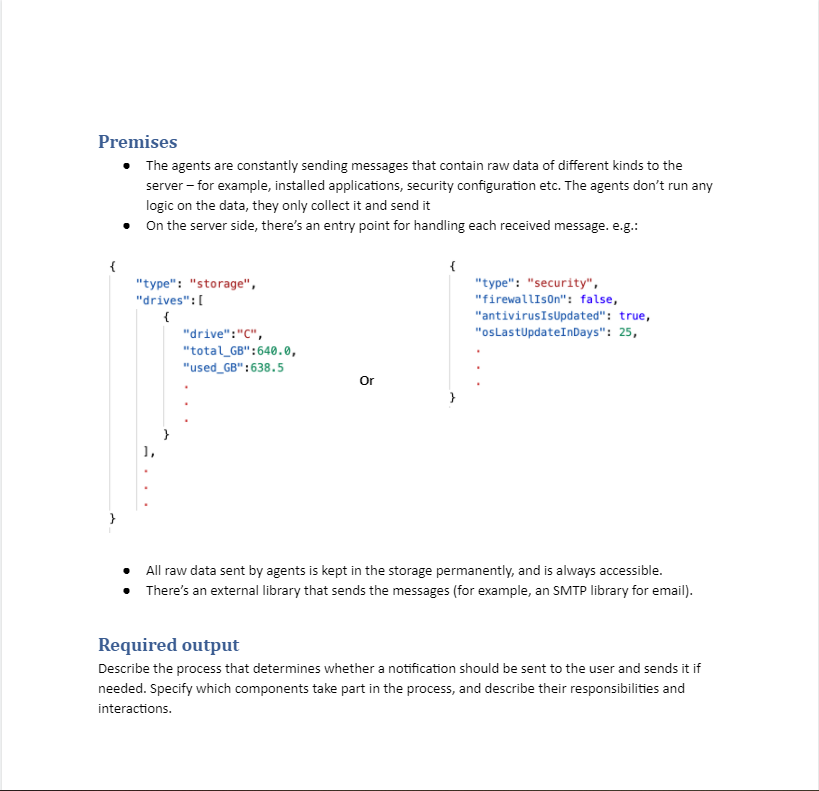 Premises
● The agents are constantly sending messages that contain raw data of different kinds to the
server – for example, installed applications, security configuration etc. The agents don’t run any
logic on the data, they only collect it and send it
● On the server side, there’s an entry point for handling each received message. e.g.:
{
"type": "storage",
"drives":[
{
"drive":"C",
"total_GB":640.0,
"used_GB":638.5
.
.
.
}
],
.
.
.
}
Or
{
"type": "security",
"firewallIsOn": false,
"antivirusIsUpdated": true,
"osLastUpdateInDays": 25,
.
.
.
}
● All raw data sent by agents is kept in the storage permanently, and is always accessible.
● There’s an external library that sends the messages (for example, an SMTP library for email).
Required output
Describe the process that determines whether a notification should be sent to the user and sends it if
needed. Specify which components take part in the process, and describe their responsibilities and
interactions.